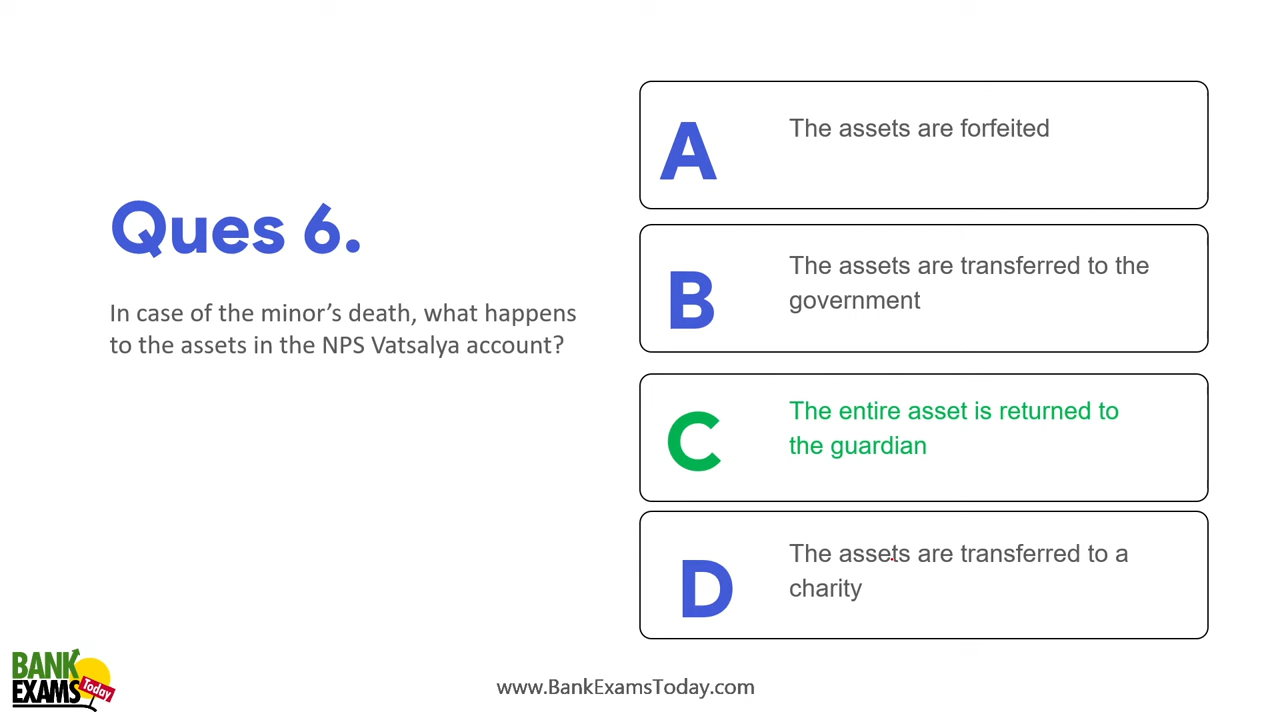 Ques 6.
In case of the minor’s death, what happens
to the assets in the NPS Vatsalya account?
A
The assets are forfeited
B
The assets are transferred to the
government
C
The entire asset is returned to
the guardian
D
The assets are transferred to a
charity
BANK
EXAMS
Today
www.BankExamsToday.com